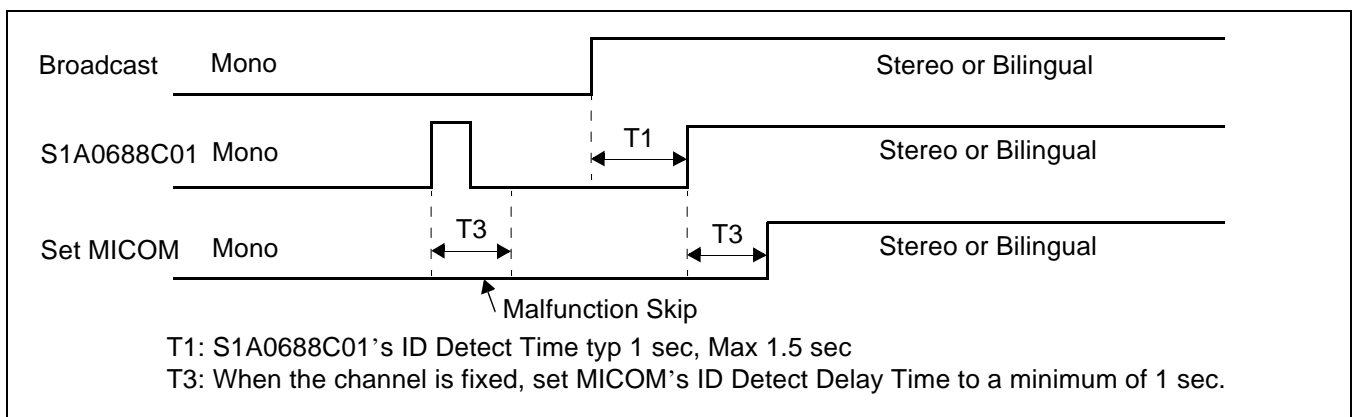 Broadcast Mono Stereo or Bilingual
T1
S1A0688C01 Mono Stereo or Bilingual
T3 T3
Set MICOM Mono Stereo or Bilingual
Malfunction Skip
T1: S1A0688C01’s ID Detect Time typ 1 sec, Max 1.5 sec
T3: When the channel is fixed, set MICOM’s ID Detect Delay Time to a minimum of 1 sec.